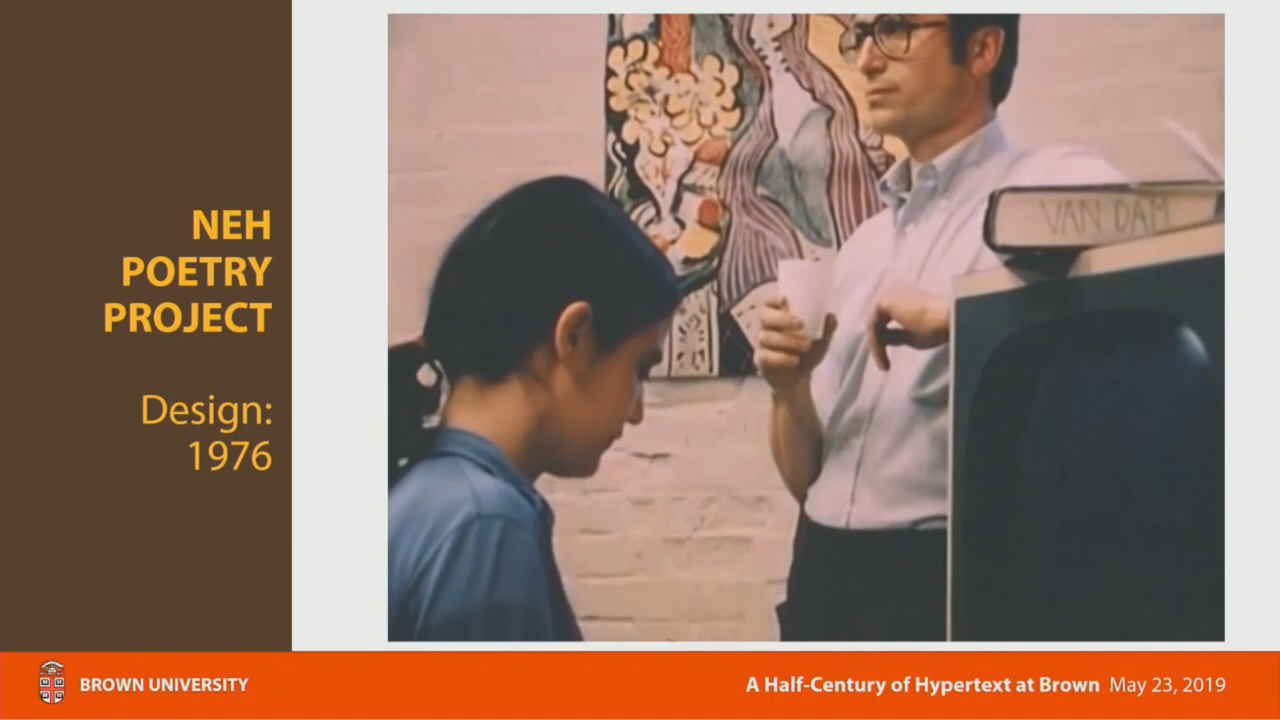 NEH
POETRY
PROJECT
Design:
1976
VAN DAM
BROWN UNIVERSITY
A Half-Century of Hypertext at Brown May 23, 2019